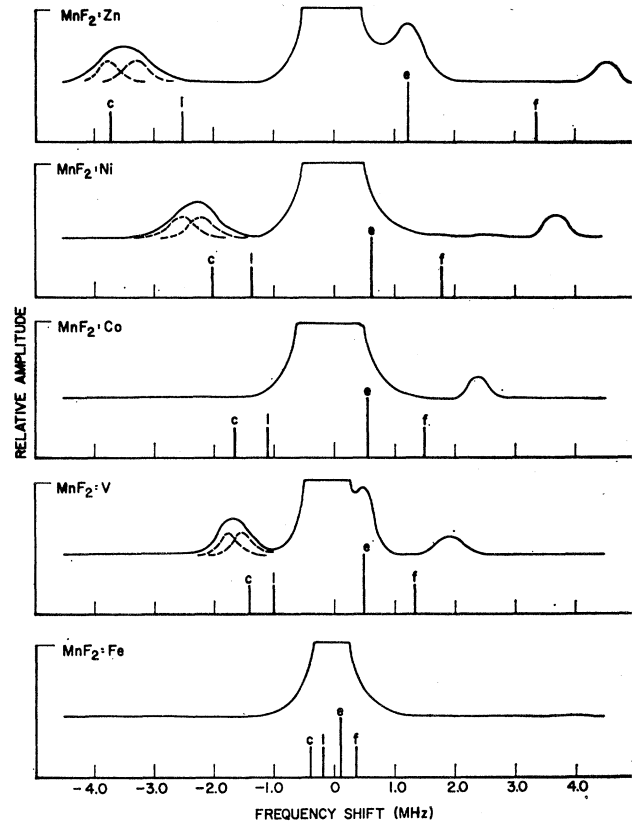 MnF2:Zn
c l e f
MnF2:Ni
c l e f
MnF2:Co
c l e f
MnF2:V
c l e f
MnF2:Fe
c l e f
RELATIVE AMPLITUDE
-4.0 -3.0 -2.0 -1.0 0 1.0 2.0 3.0 4.0
FREQUENCY SHIFT (MHz)